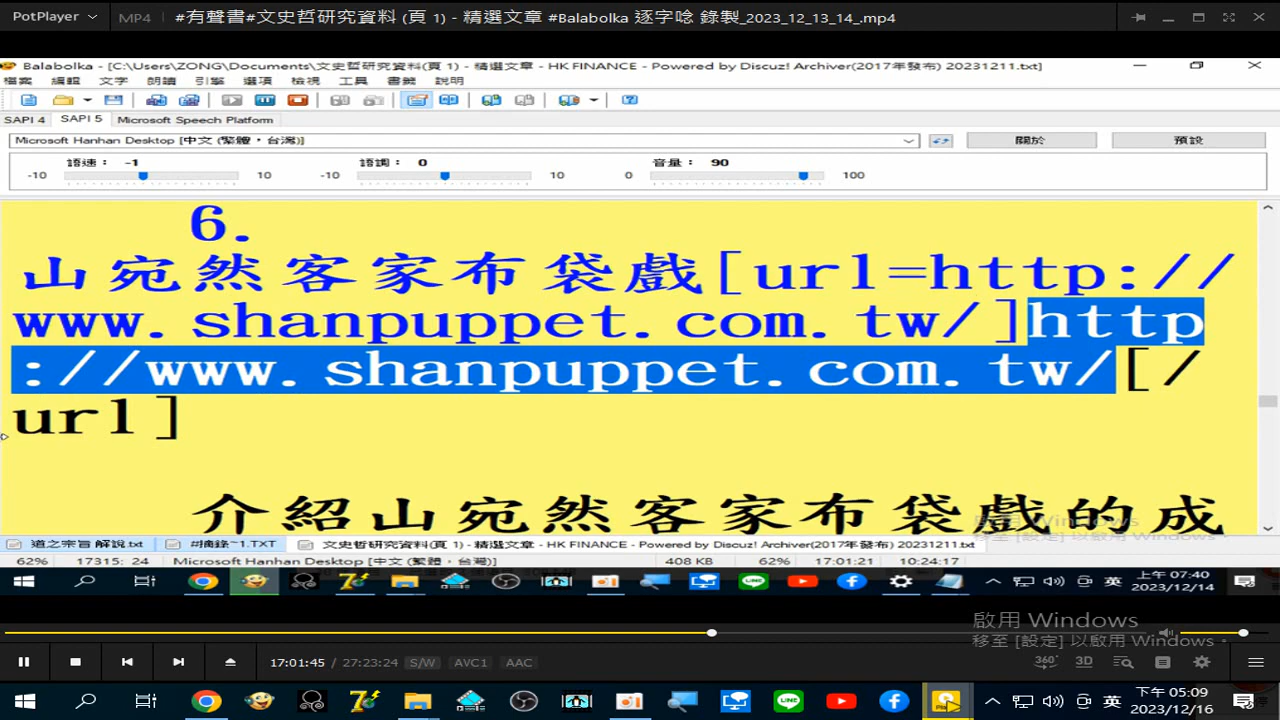 PotPlayer
MP4
#有聲書#文史哲研究資料 (頁 1) - 精選文章 #Balabolka 逐字唸 錄製_2023_12_13_14_.mp4
Balabolka - [C:\Users\ZONG\Documents\文史哲研究資料(頁 1) - 精選文章 - HK FINANCE - Powered by Discuz! Archiver(2017年發布) 20231211.txt]
檔案 編輯 文字 朗讀 引擎 選項 檢視 工具 書籤 說明
SAPI 4 SAPI 5 Microsoft Speech Platform
Microsoft Hanhan Desktop [中文 (繁體，台灣)] 關於 預設
語速： -1 語調： 0 音量： 90
-10 10 -10 10 0 100
6.
山宛然客家布袋戲[url=http://
www.shanpuppet.com.tw/]http
://www.shanpuppet.com.tw/[/
url]
介紹山宛然客家布袋戲的成
啟用 Windows
移至 [設定] 以啟用 Windows。
道之宗旨 解說.txt #摘錄~1.TXT 文史哲研究資料(頁 1) - 精選文章 - HK FINANCE - Powered by Discuz! Archiver(2017年發布) 20231211.txt
62% 17315: 24 Microsoft Hanhan Desktop [中文 (繁體，台灣)] 408 KB 62% 17:01:21 10:24:17
英 上午 07:40
2023/12/14
啟用 Windows
移至 [設定] 以啟用 Windows。
17:01:45 / 27:23:24 S/W AVC1 AAC 360° 3D
英 下午 05:09
2023/12/16